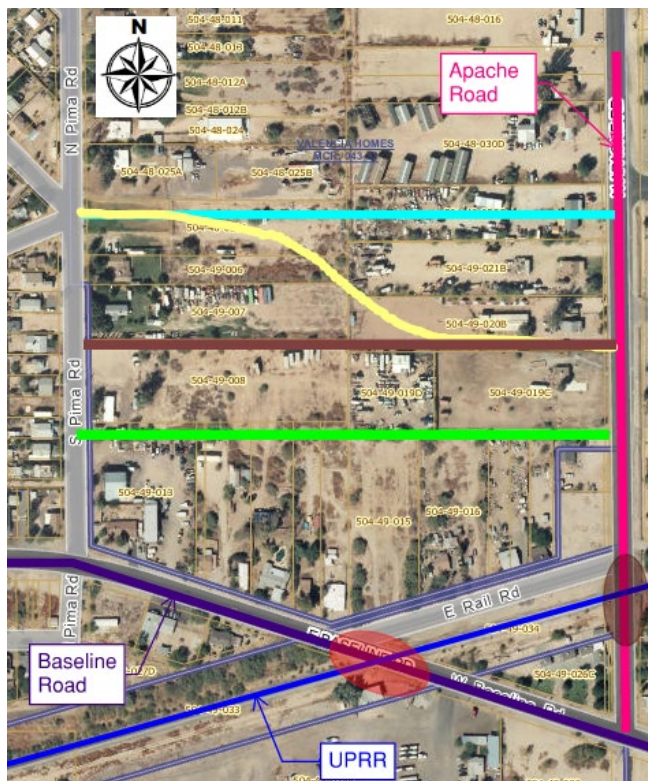 504-48-011
504-48-016
N
504-48-013
Apache
Road
504-48-012A
504-48-012B
504-48-024
N Pima Rd
VALENCIA HOMES
504-48-030D
504-48-025A
504-48-025B
504-49-006
504-49-021B
504-49-007
504-49-020B
504-49-008
504-49-019D
504-49-019C
S Pima Rd
504-49-013
504-49-015
504-49-016
E Rail Rd
Pima Rd
Baseline
Road
W Baseline Rd
504-49-026C
UPRR